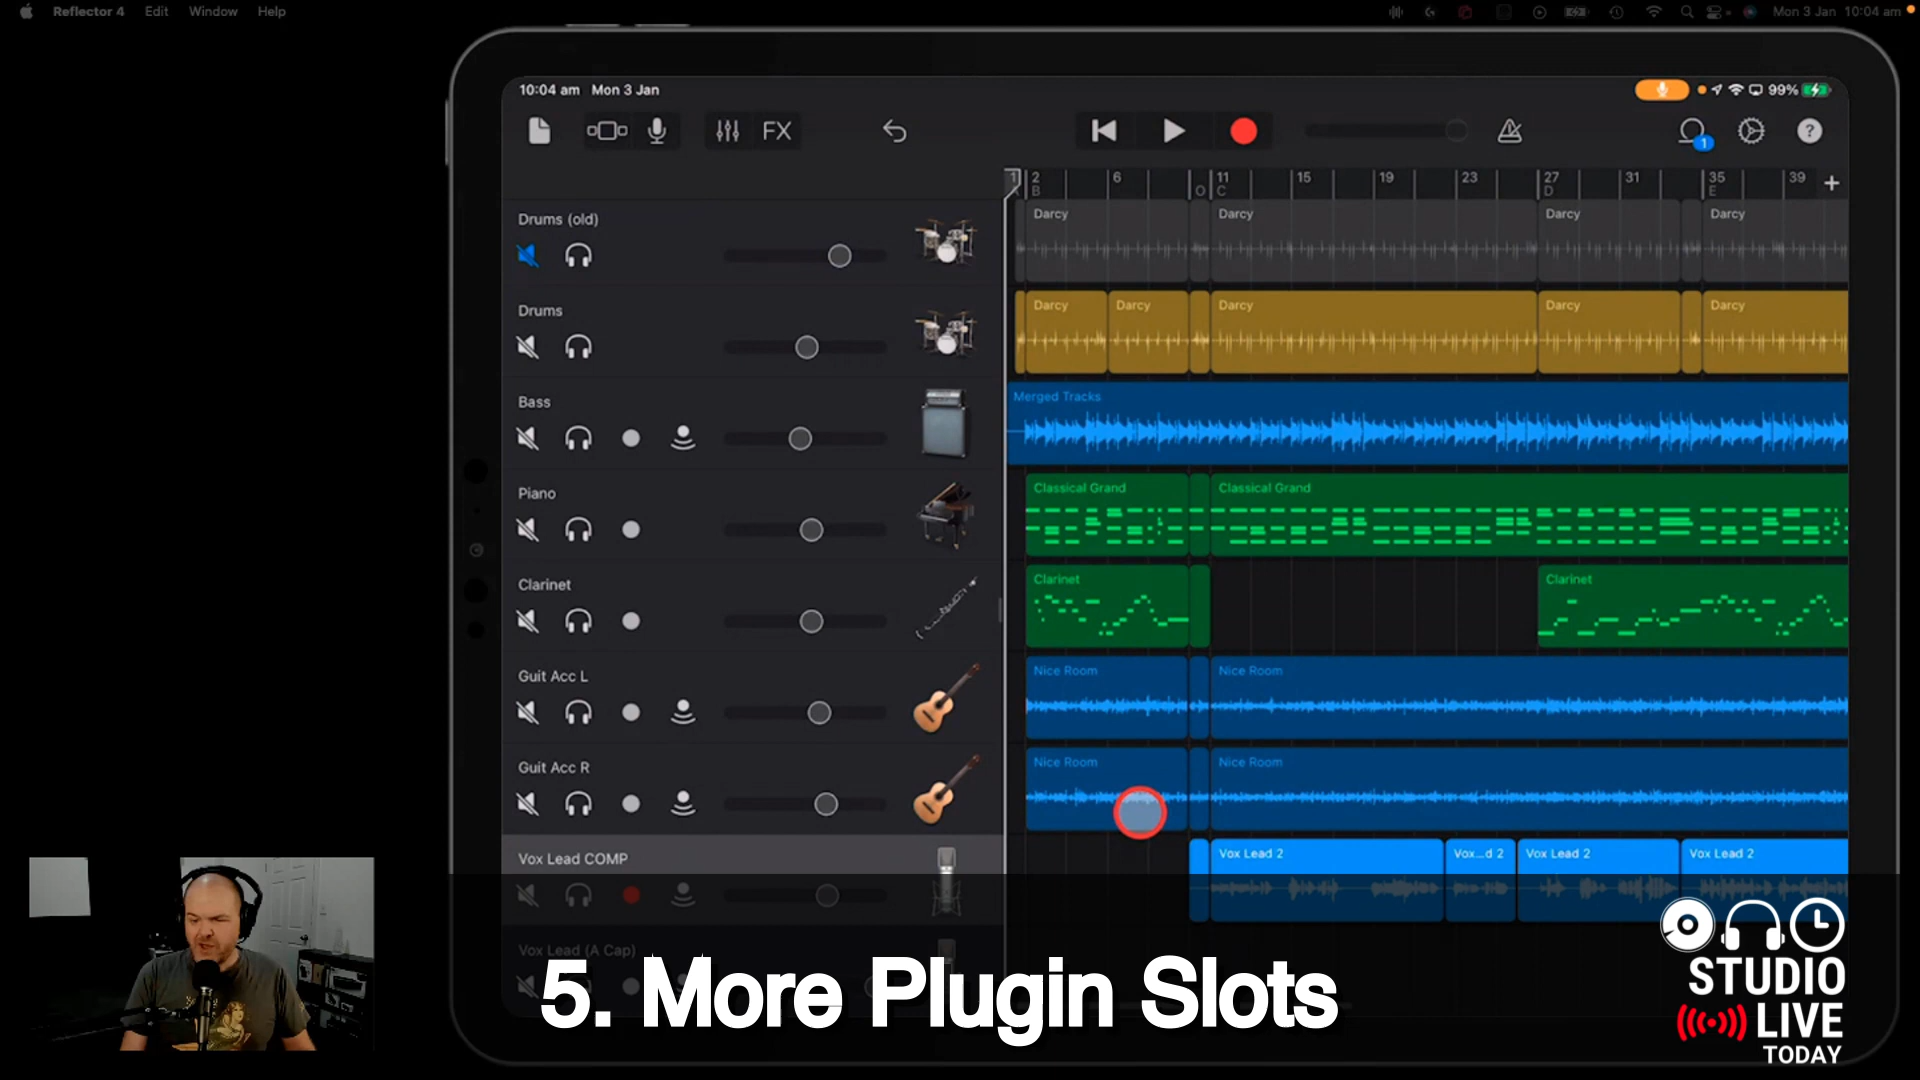 Reflector 4 Edit Window Help
Mon 3 Jan 10:04 am
10:04 am Mon 3 Jan
99%
FX
1
?
1 2 6 11 15 19 23 27 31 35 39 +
A B O C D E
Drums (old)
Darcy Darcy Darcy Darcy
Drums
Darcy Darcy Darcy Darcy Darcy
Bass
Merged Tracks
Piano
Classical Grand Classical Grand
Clarinet
Clarinet Clarinet
Guit Acc L
Nice Room Nice Room
Guit Acc R
Nice Room Nice Room
Vox Lead COMP
Vox Lead 2 Vox...d 2 Vox Lead 2 Vox Lead 2
Vox Lead (A Cap)
5. More Plugin Slots
STUDIO
LIVE
TODAY